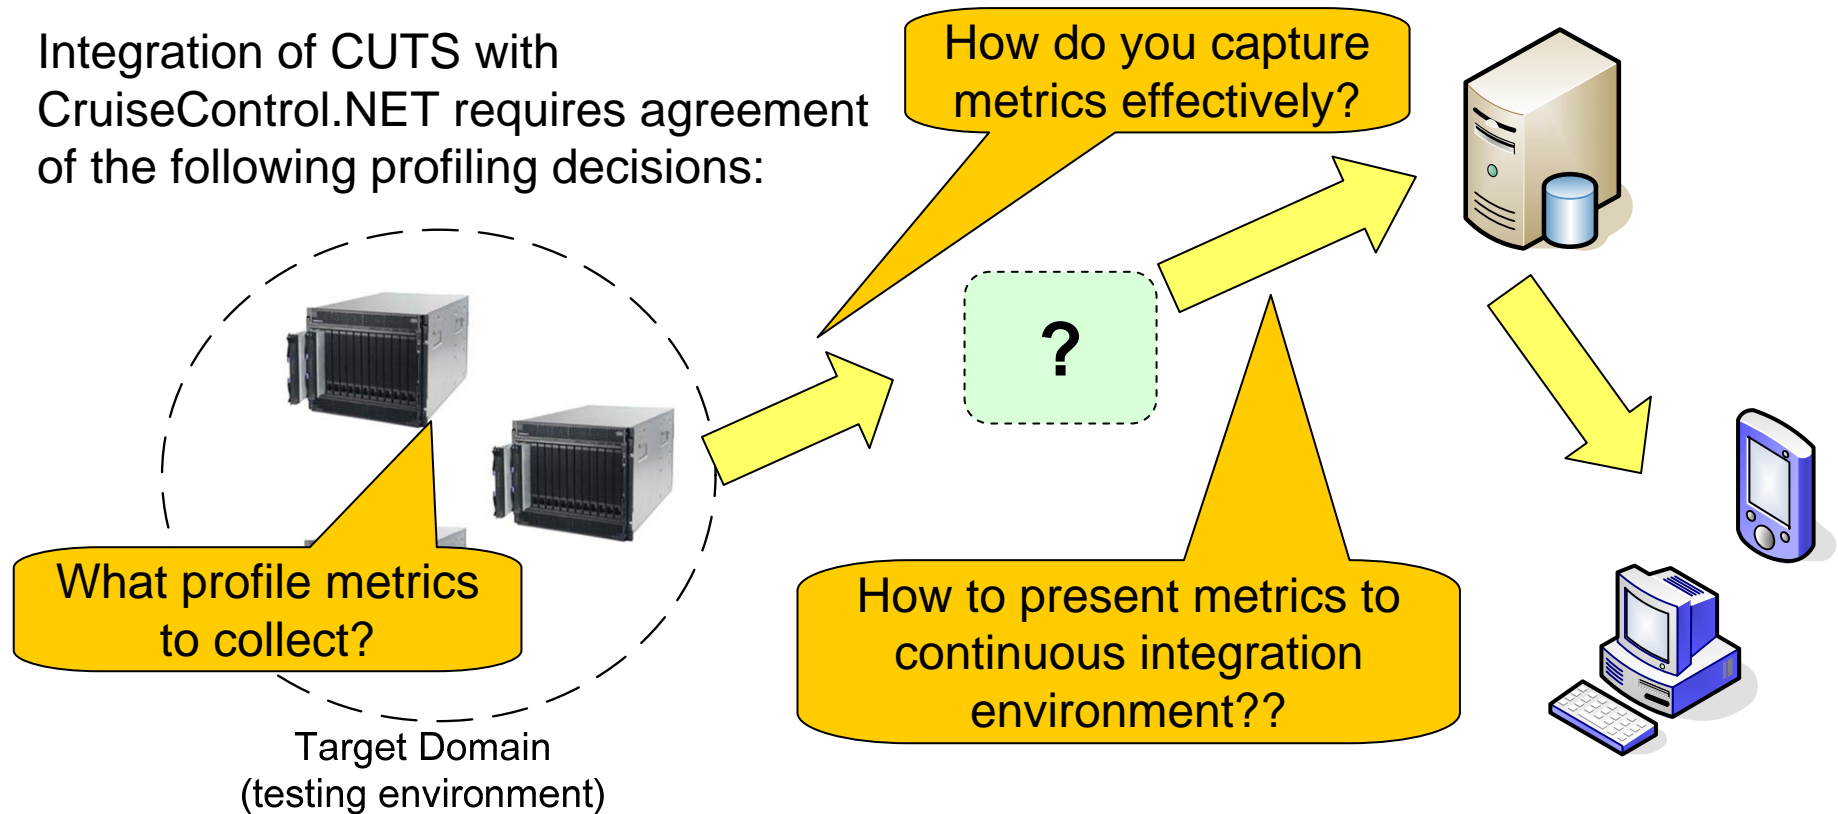 Integration of CUTS with
CruiseControl.NET requires agreement
of the following profiling decisions:
How do you capture
metrics effectively?
?
What profile metrics
to collect?
How to present metrics to
continuous integration
environment??
Target Domain
(testing environment)